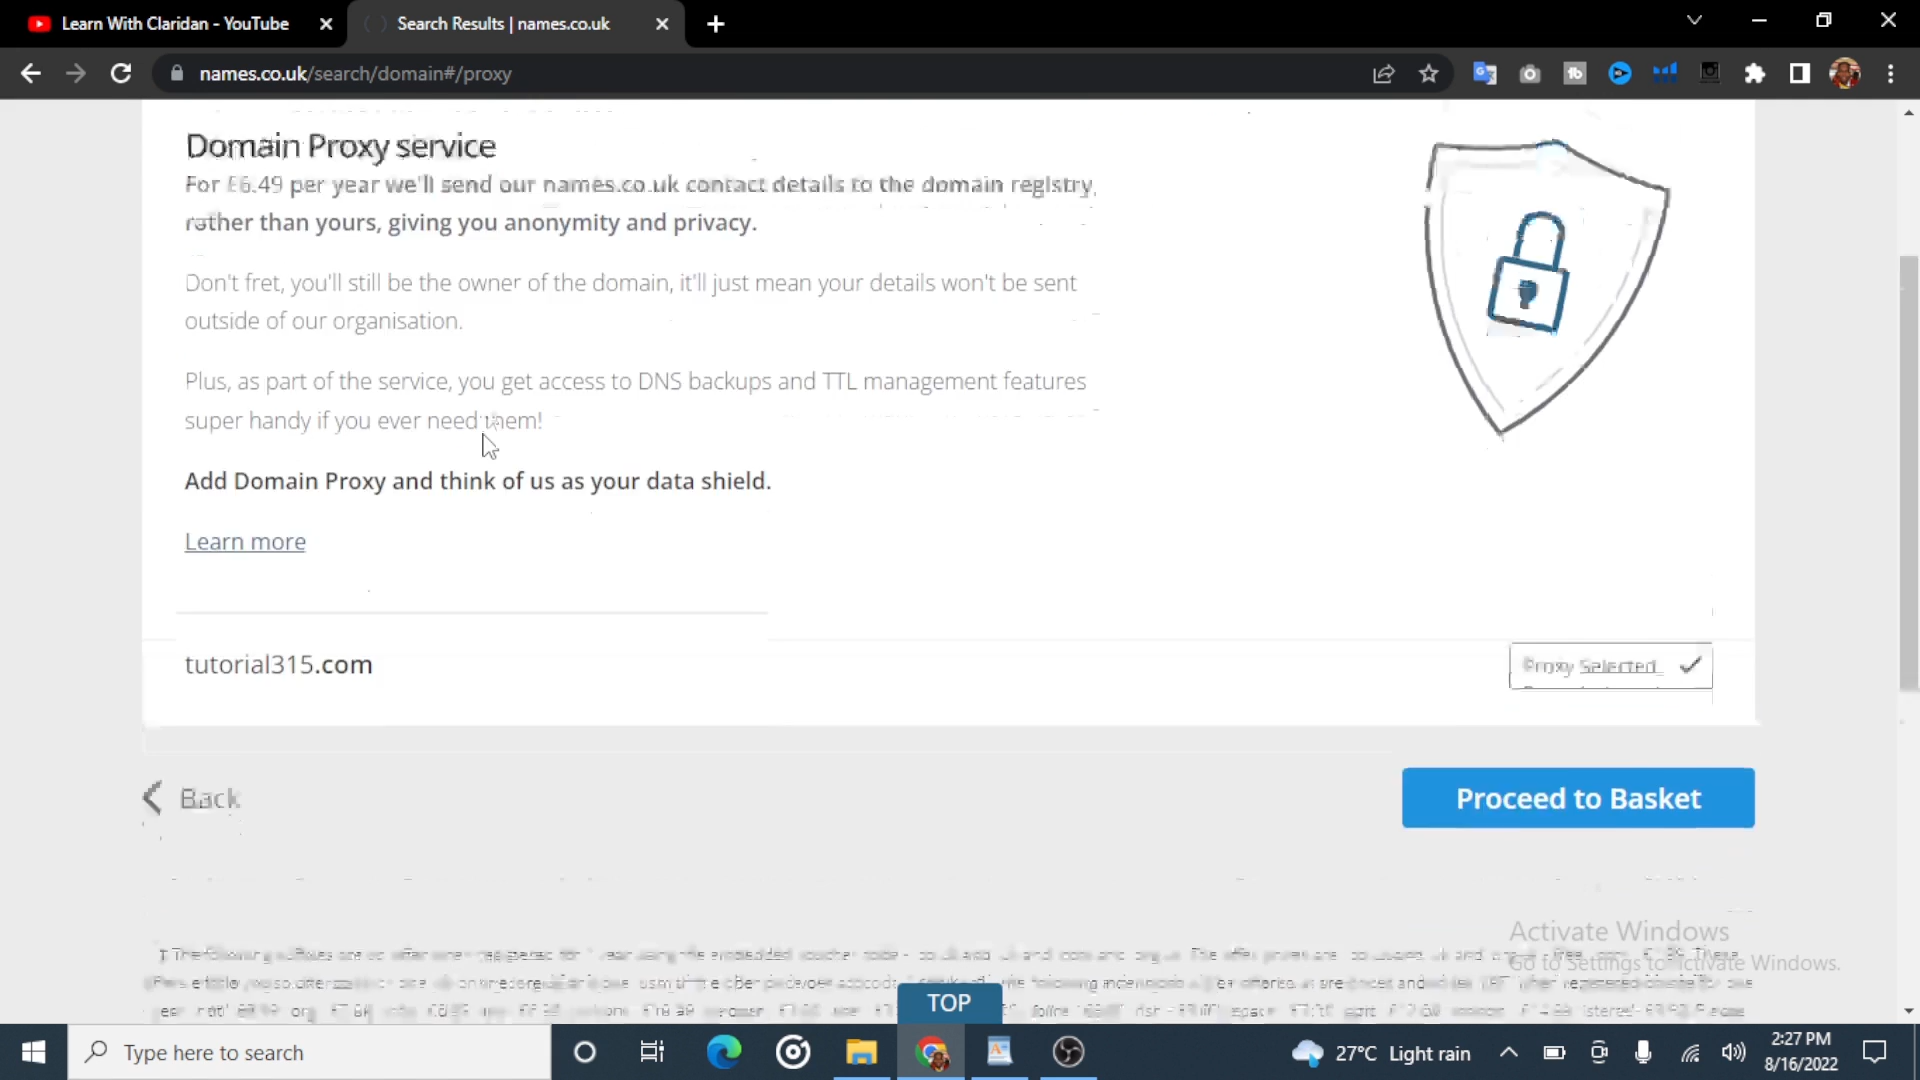 Learn With Claridan - YouTube
Search Results | names.co.uk
names.co.uk/search/domain#/proxy
Domain Proxy service
For £6.49 per year we'll send our names.co.uk contact details to the domain registry,
rather than yours, giving you anonymity and privacy.
Don't fret, you'll still be the owner of the domain, it'll just mean your details won't be sent
outside of our organisation.
Plus, as part of the service, you get access to DNS backups and TTL management features
super handy if you ever need them!
Add Domain Proxy and think of us as your data shield.
Learn more
tutorial315.com
Proxy Selected
Back
Proceed to Basket
Activate Windows
Go to Settings to activate Windows.
TOP
Type here to search
27°C Light rain
2:27 PM
8/16/2022